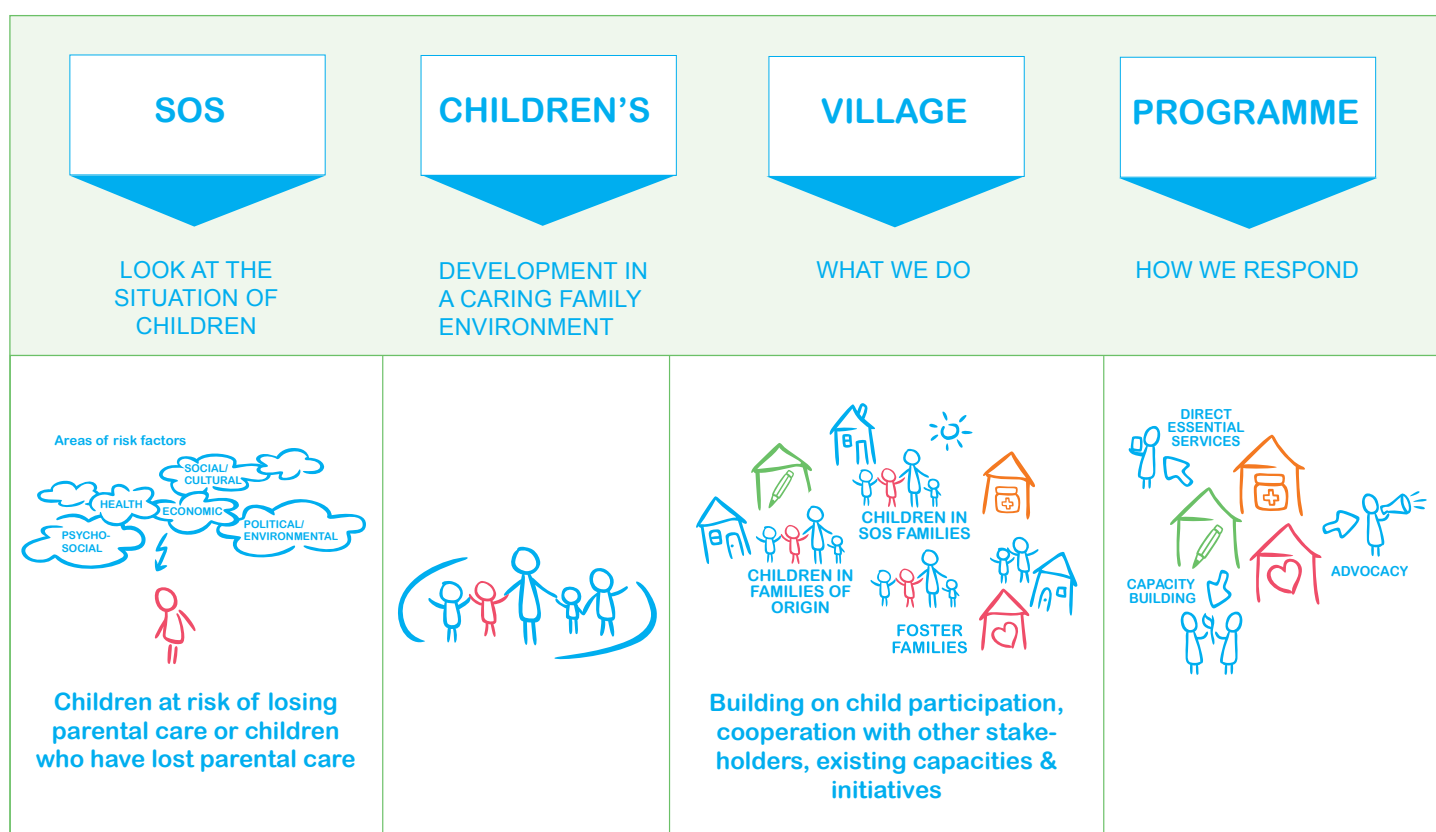 SOS
CHILDREN'S
VILLAGE
PROGRAMME
LOOK AT THE
SITUATION OF
CHILDREN
DEVELOPMENT IN
A CARING FAMILY
ENVIRONMENT
WHAT WE DO
HOW WE RESPOND
Areas of risk factors
SOCIAL/
CULTURAL
HEALTH
ECONOMIC
PSYCHO-
SOCIAL
POLITICAL/
ENVIRONMENTAL
Children at risk of losing
parental care or children
who have lost parental care
CHILDREN IN
SOS FAMILIES
CHILDREN IN
FAMILIES OF
ORIGIN
FOSTER
FAMILIES
Building on child participation,
cooperation with other stake-
holders, existing capacities &
initiatives
DIRECT
ESSENTIAL
SERVICES
ADVOCACY
CAPACITY
BUILDING